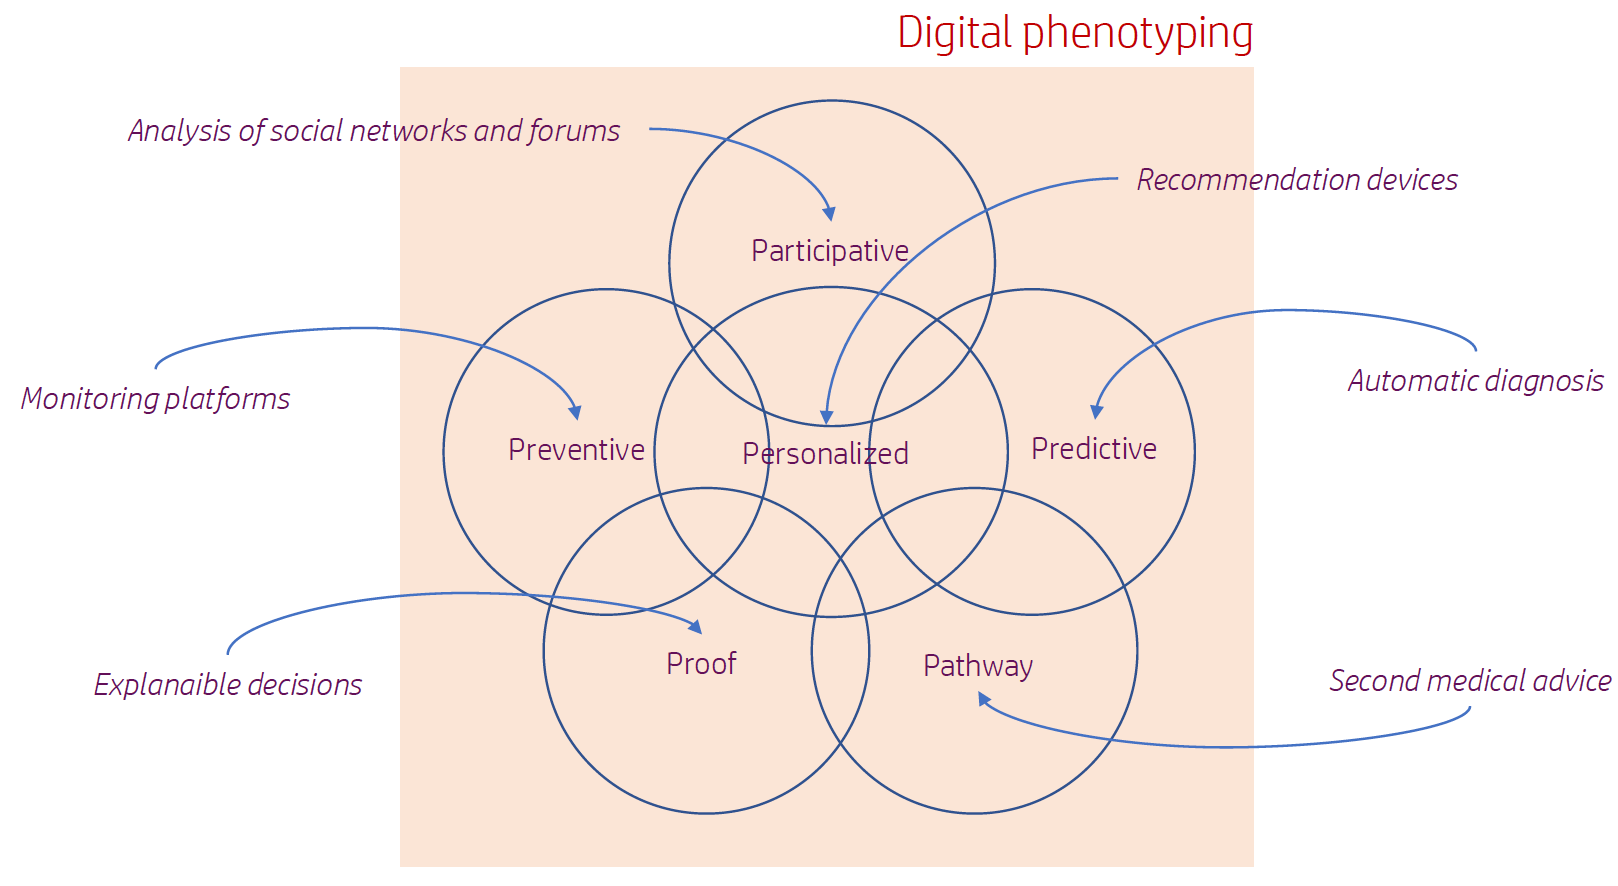 Digital phenotyping
Analysis of social networks and forums
Recommendation devices
Participative
Monitoring platforms
Automatic diagnosis
Preventive
Personalized
Predictive
Explanaible decisions
Proof
Pathway
Second medical advice